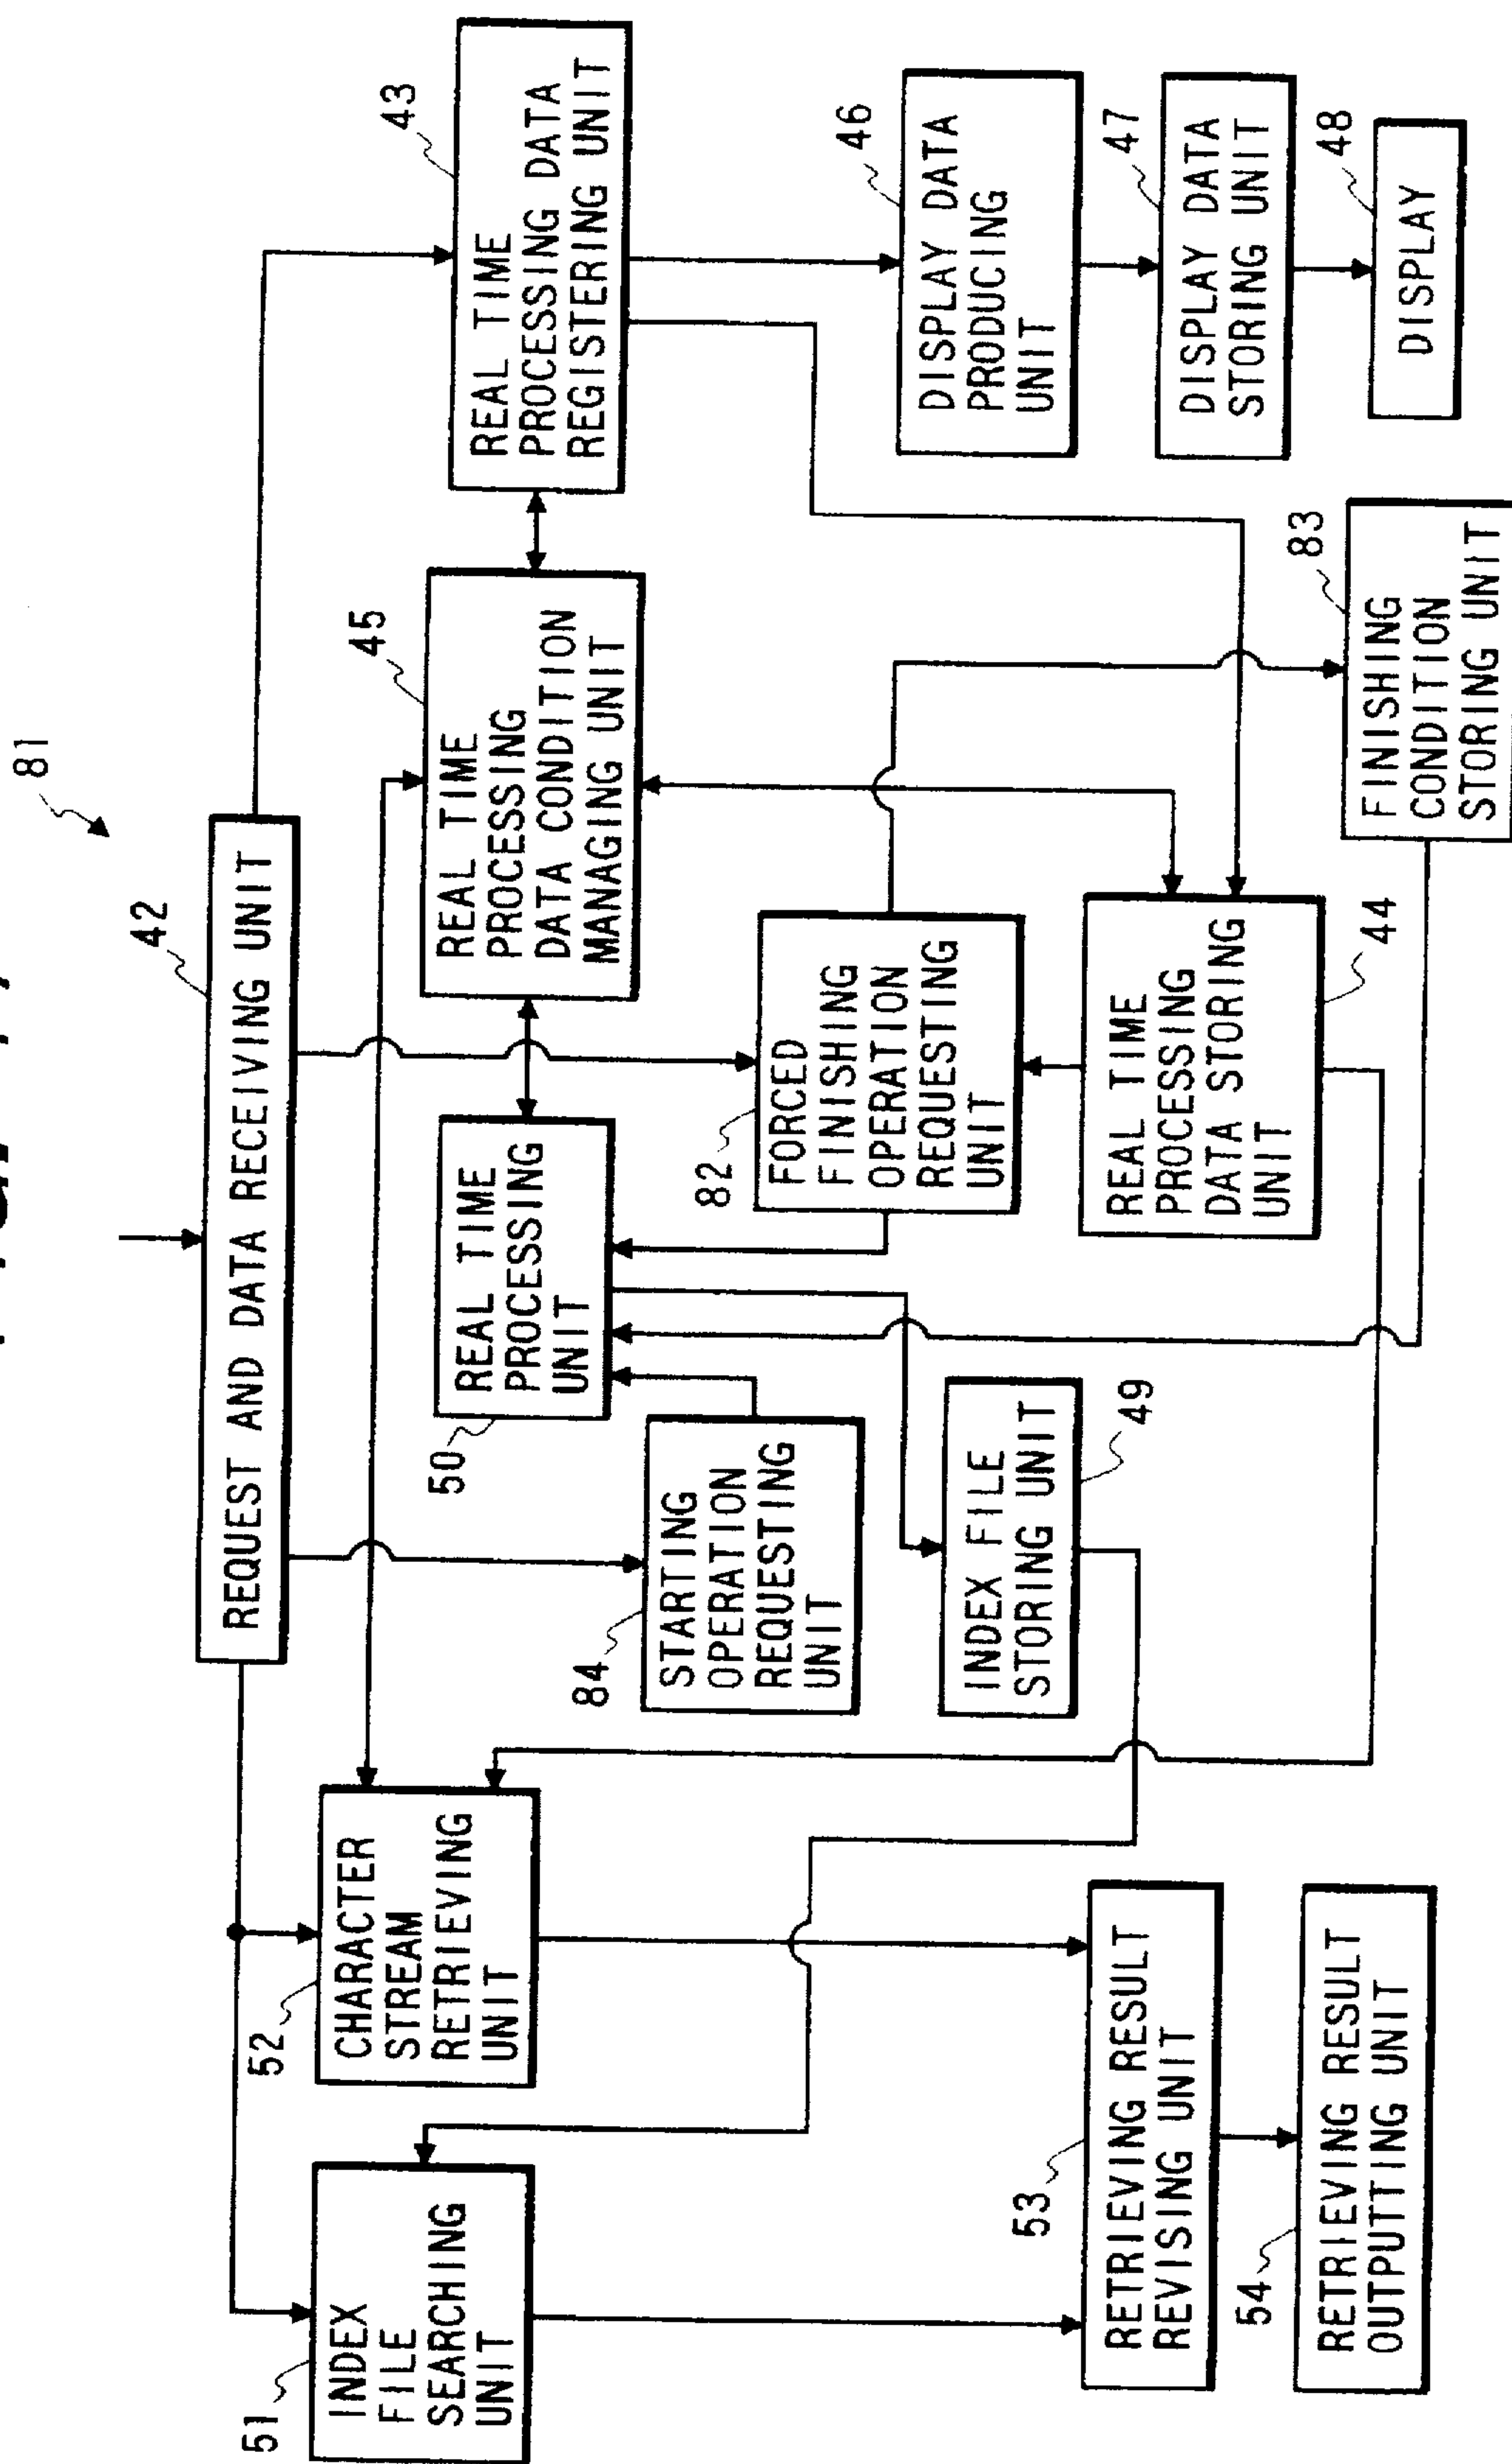 81
42
REQUEST AND DATA RECEIVING UNIT
51
INDEX
FILE
SEARCHING
UNIT
52
CHARACTER
STREAM
RETRIEVING
UNIT
50
REAL TIME
PROCESSING
UNIT
45
REAL TIME
PROCESSING
DATA CONDITION
MANAGING UNIT
43
REAL TIME
PROCESSING DATA
REGISTERING UNIT
84
STARTING
OPERATION
REQUESTING
UNIT
82
FORCED
FINISHING
OPERATION
REQUESTING
UNIT
46
DISPLAY DATA
PRODUCING
UNIT
49
INDEX FILE
STORING UNIT
44
REAL TIME
PROCESSING
DATA STORING
UNIT
47
DISPLAY DATA
STORING UNIT
53
RETRIEVING RESULT
REVISING UNIT
83
FINISHING
CONDITION
STORING UNIT
48
DISPLAY
54
RETRIEVING RESULT
OUTPUTTING UNIT